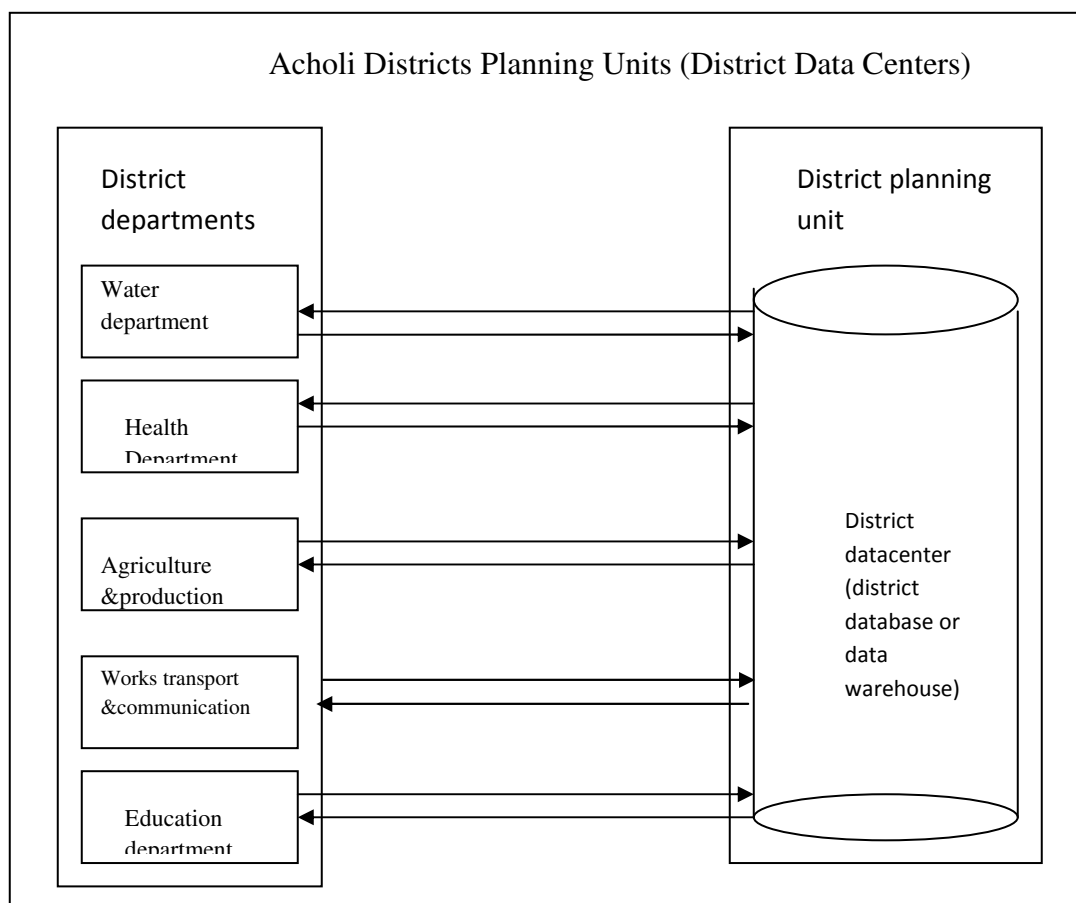 Acholi Districts Planning Units (District Data Centers)
District
departments
Water
department
Health
Department
Agriculture
&production
Works transport
&communication
Education
department
District planning
unit
District
datacenter
(district
database or
data
warehouse)